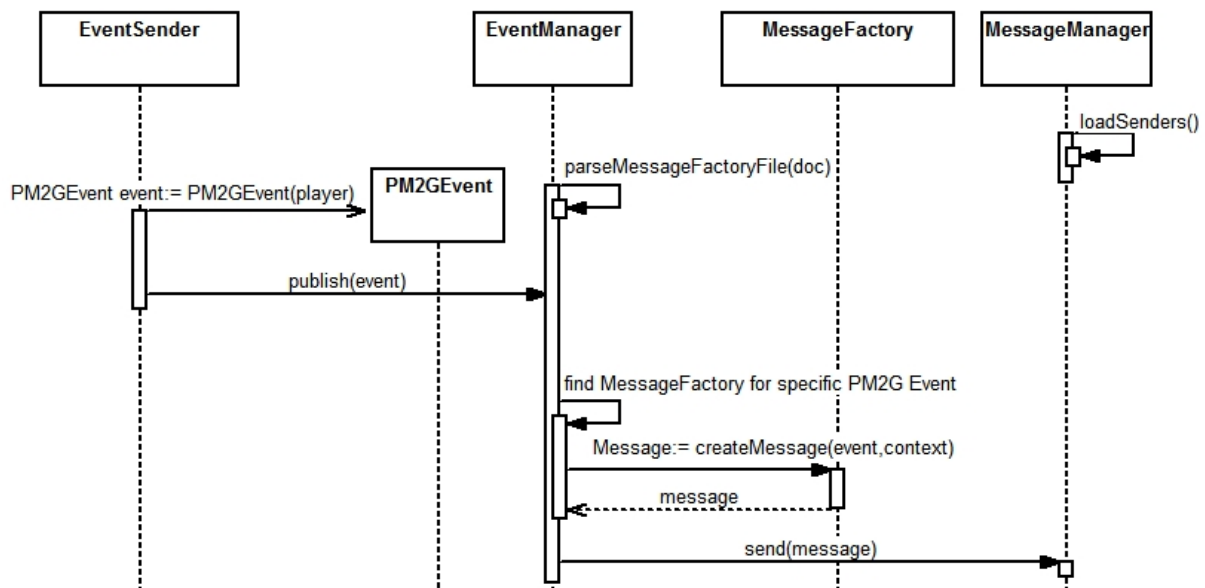 EventSender
EventManager
MessageFactory
MessageManager
loadSenders()
parseMessageFactoryFile(doc)
PM2GEvent event:= PM2GEvent(player)
PM2GEvent
publish(event)
find MessageFactory for specific PM2G Event
Message:= createMessage(event,context)
message
send(message)